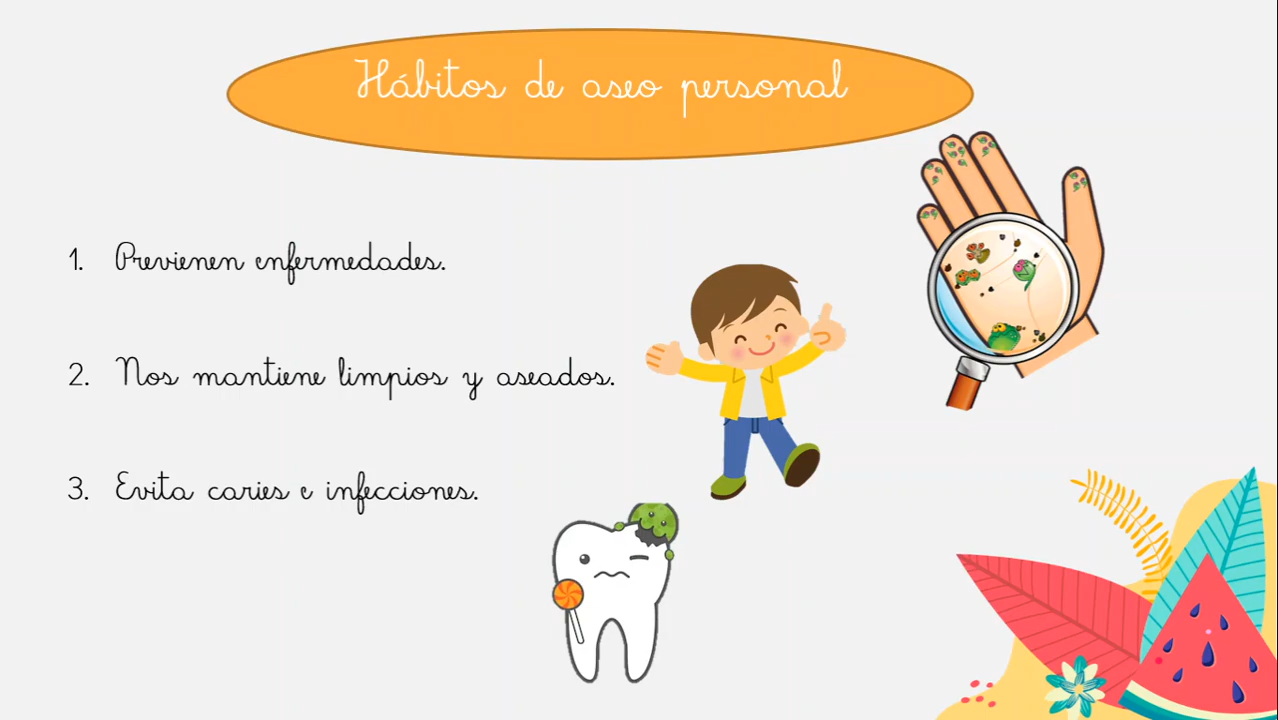 Hábitos de aseo personal
1. Previenen enfermedades.
2. Nos mantiene limpios y aseados.
3. Evita caries e infecciones.